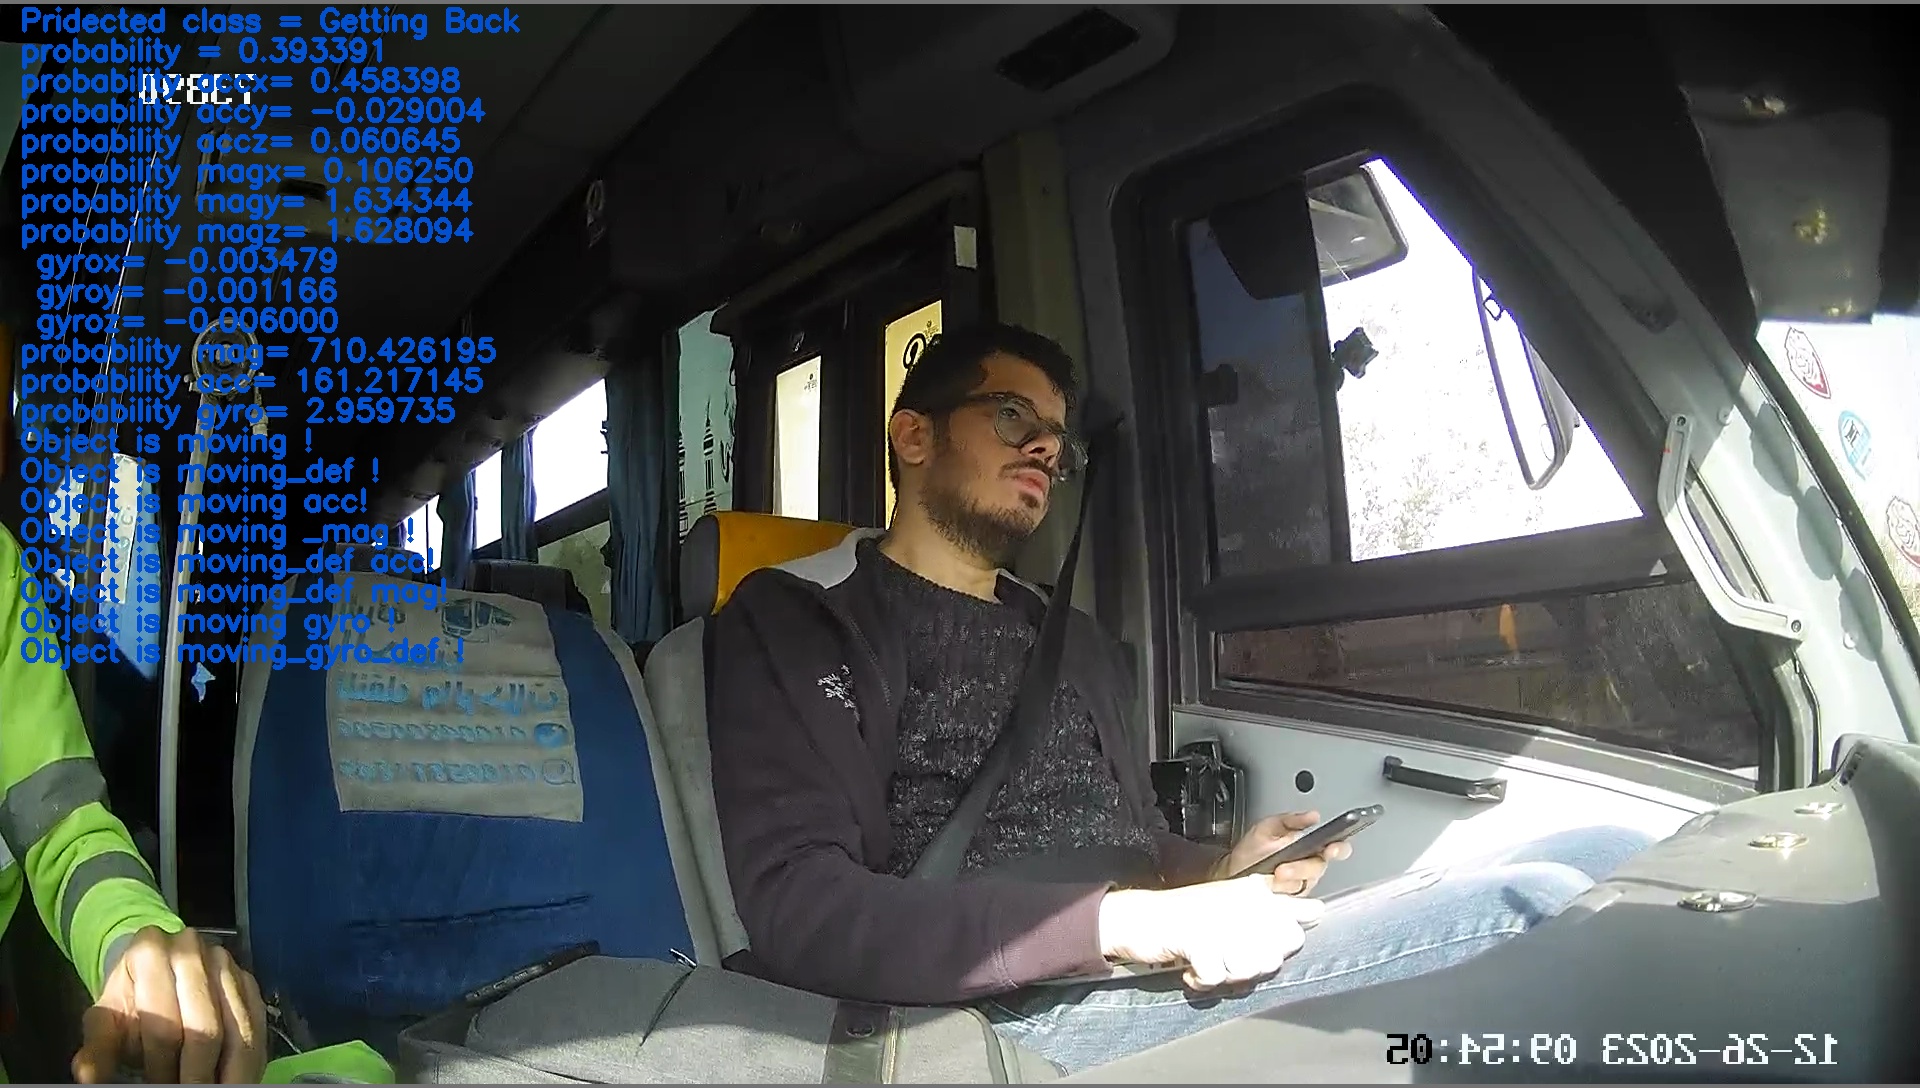 Pridected class = Getting Back
probability = 0.393391
probability accx= 0.458398
probability accy= -0.029004
probability accz= 0.060645
probability magx= 0.106250
probability magy= 1.634344
probability magz= 1.628094
gyrox= -0.003479
gyroy= -0.001166
gyroz= -0.006000
probability mag= 710.426195
probability acc= 161.217145
probability gyro= 2.959735
Object is moving !
Object is moving_def !
Object is moving acc!
Object is moving _mag !
Object is moving_def acc!
Object is moving_def mag!
Object is moving gyro !
Object is moving_gyro_def !
12-26-2023 09:54:05